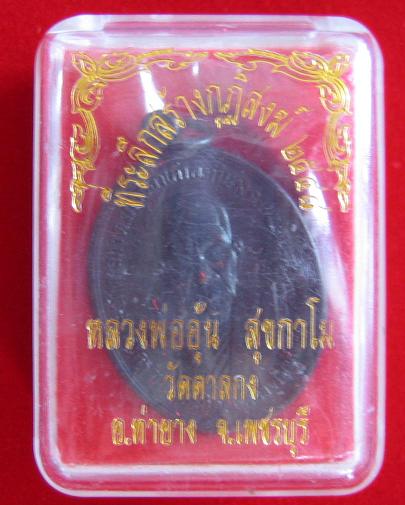 ที่ระลึกสร้างกุฏิสงฆ์ ๒๕๔๗
หลวงพ่ออุ้น สุขกาโม
วัดตาลกง
อ.ท่ายาง จ.เพชรบุรี